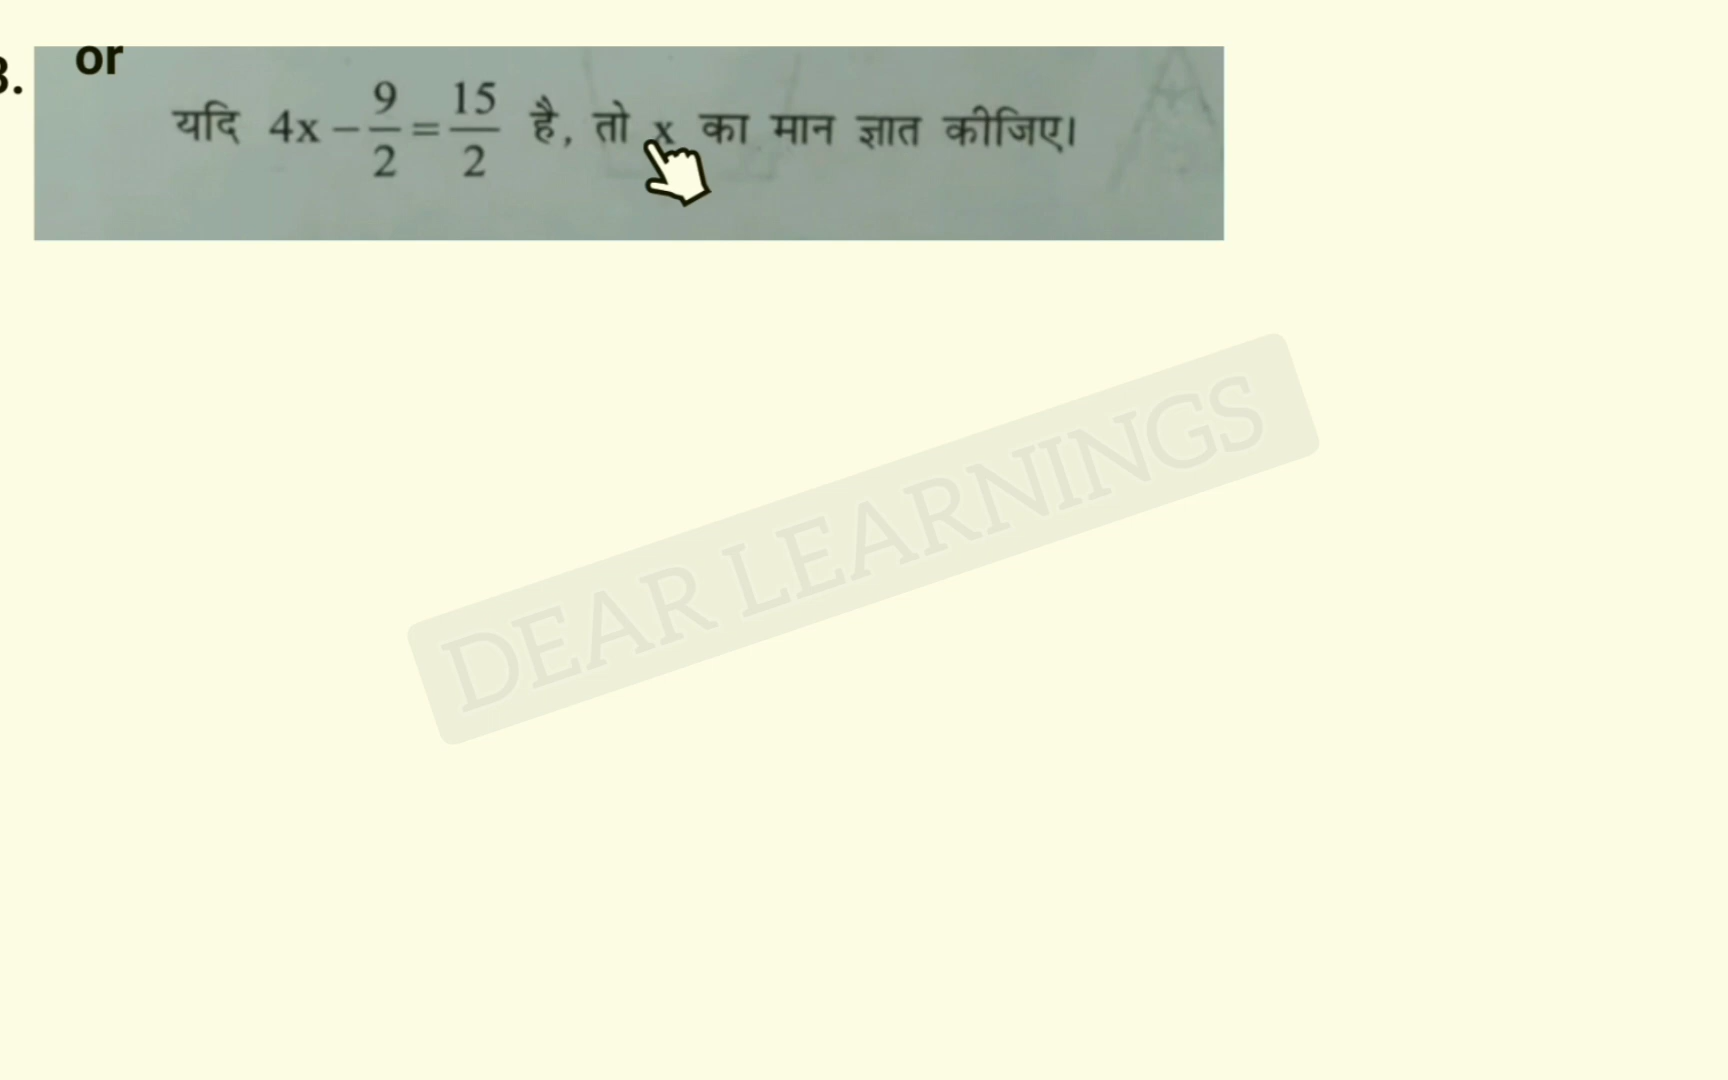 3. or
यदि 4x - 9/2 = 15/2 है, तो x का मान ज्ञात कीजिए।
DEAR LEARNINGS